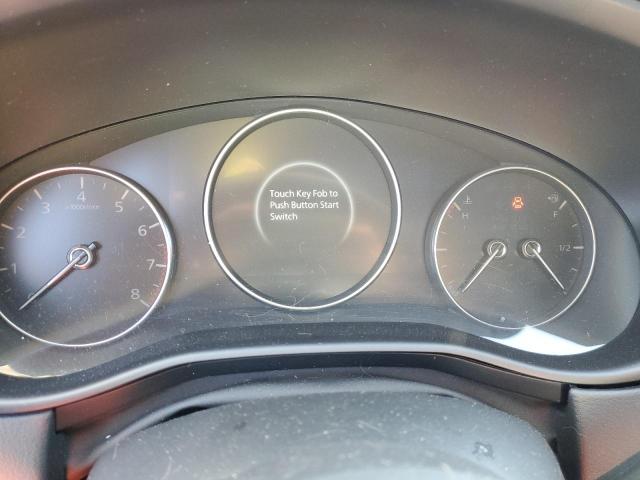 Touch Key Fob to
Push Button Start
Switch
4
3
5
x1000r/min
2
6
1
7
8
H
F
1/2